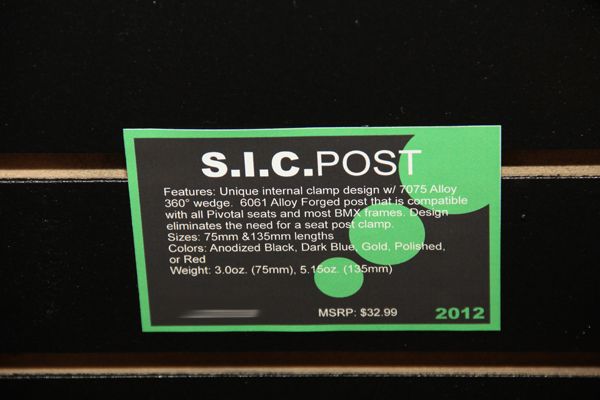 S.I.C.POST
Features: Unique internal clamp design w/ 7075 Alloy
360° wedge. 6061 Alloy Forged post that is compatible
with all Pivotal seats and most BMX frames. Design
eliminates the need for a seat post clamp.
Sizes: 75mm &135mm lengths
Colors: Anodized Black, Dark Blue, Gold, Polished,
or Red
Weight: 3.0oz. (75mm), 5.15oz. (135mm)
MSRP: $32.99
2012